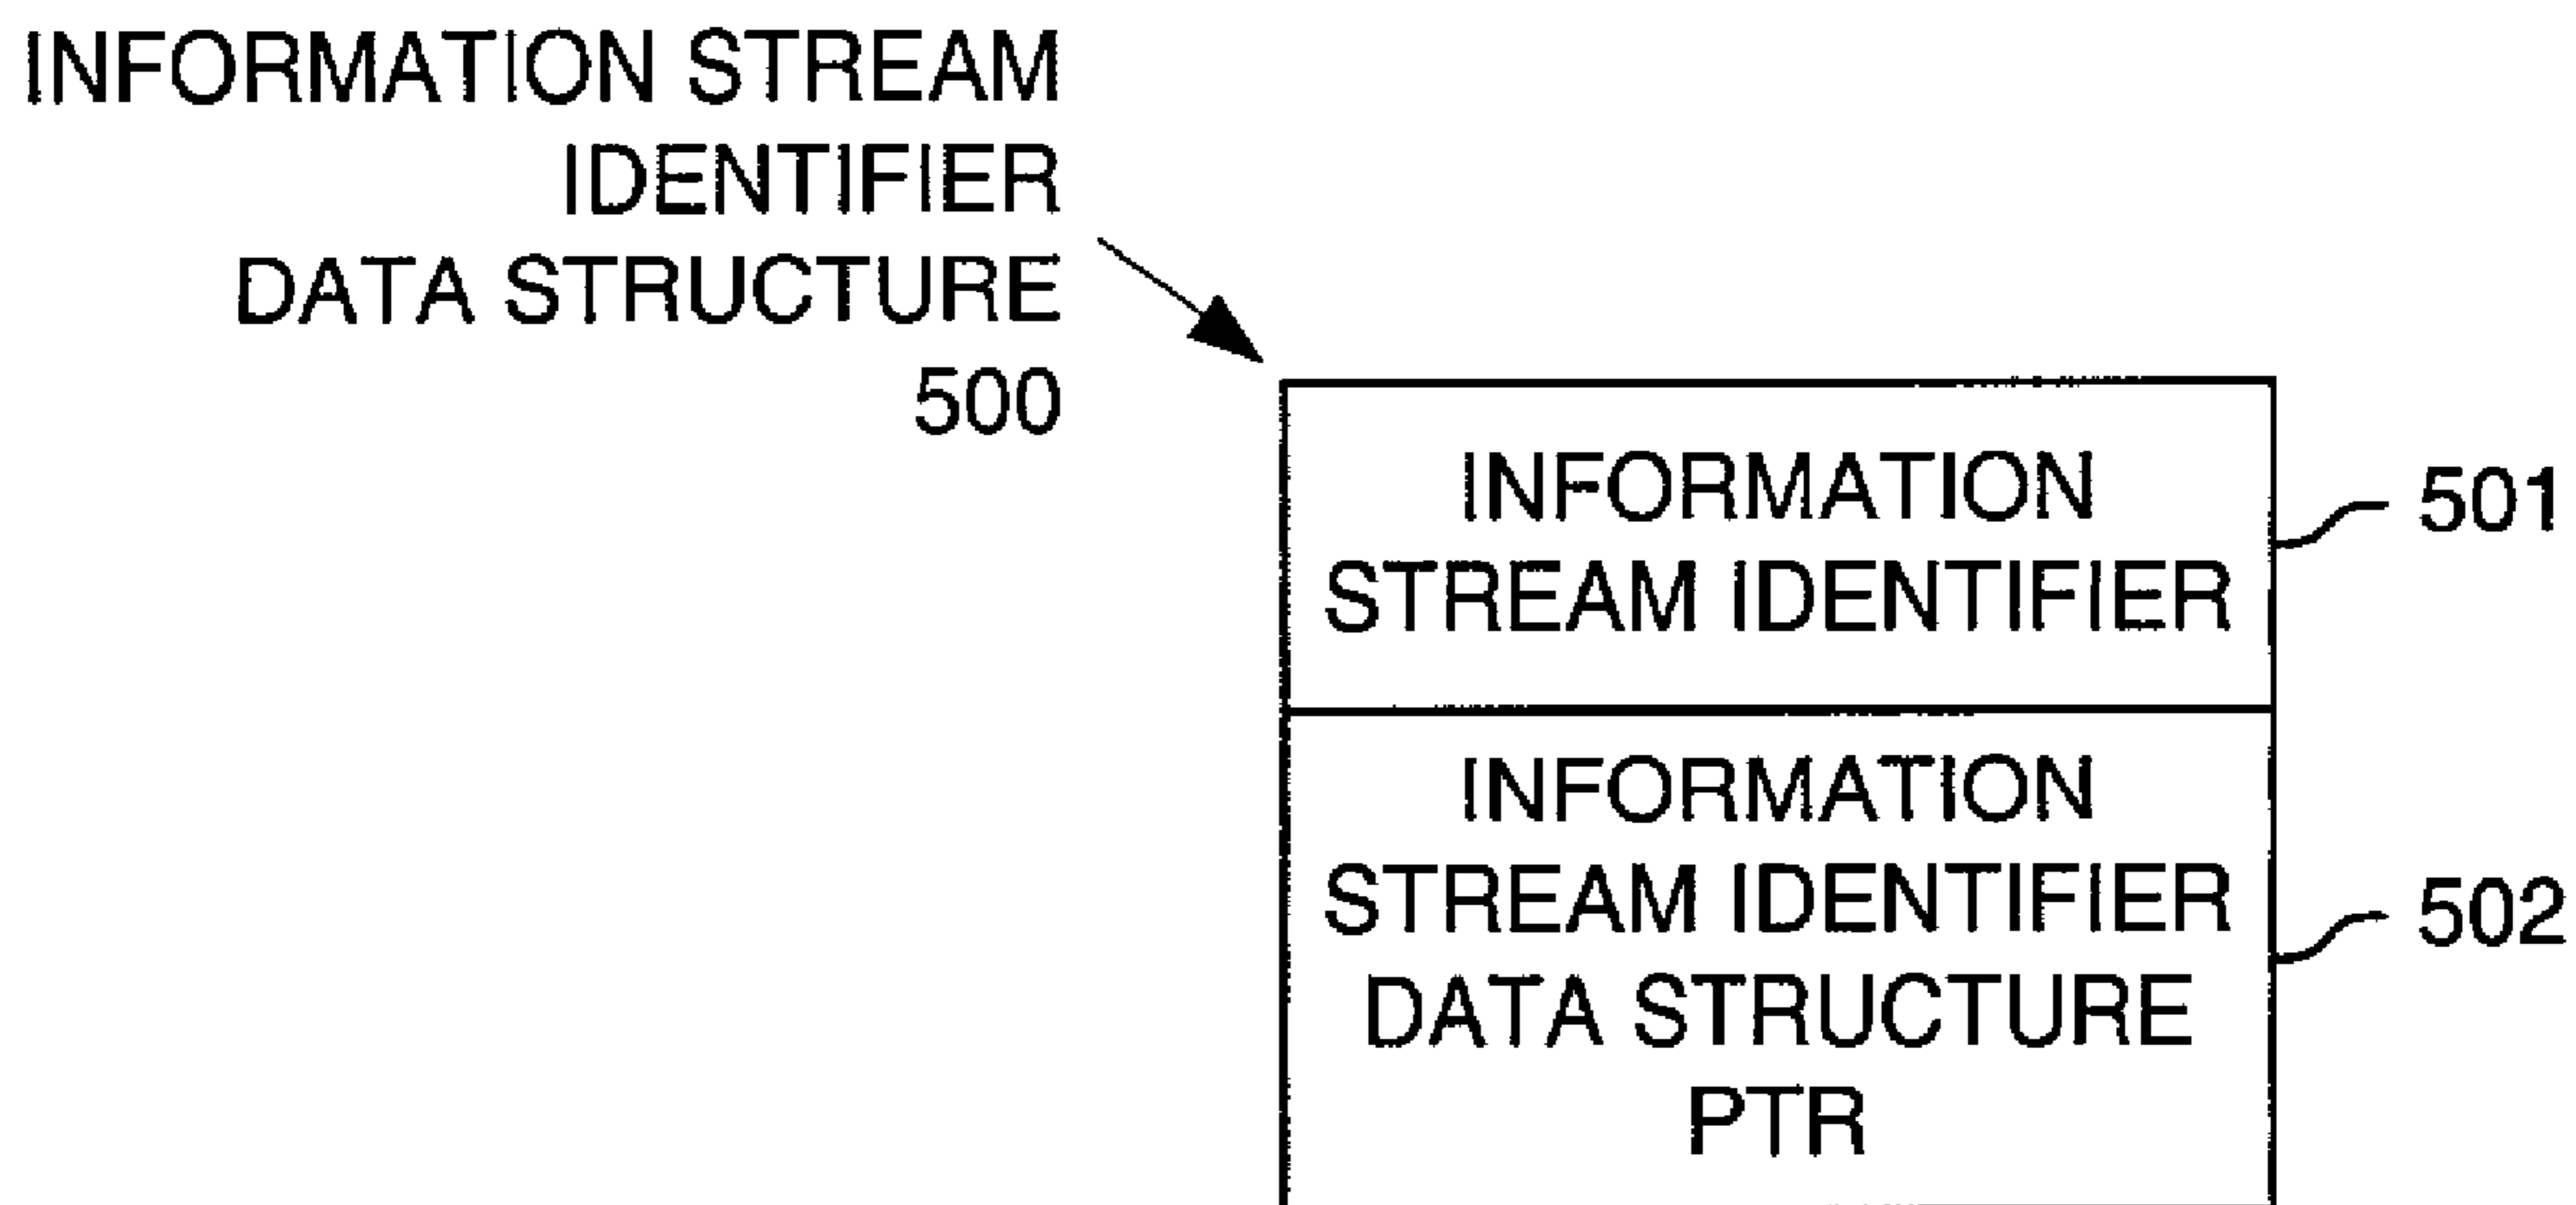 INFORMATION STREAM
IDENTIFIER
DATA STRUCTURE
500
INFORMATION
STREAM IDENTIFIER
501
INFORMATION
STREAM IDENTIFIER
DATA STRUCTURE
PTR
502